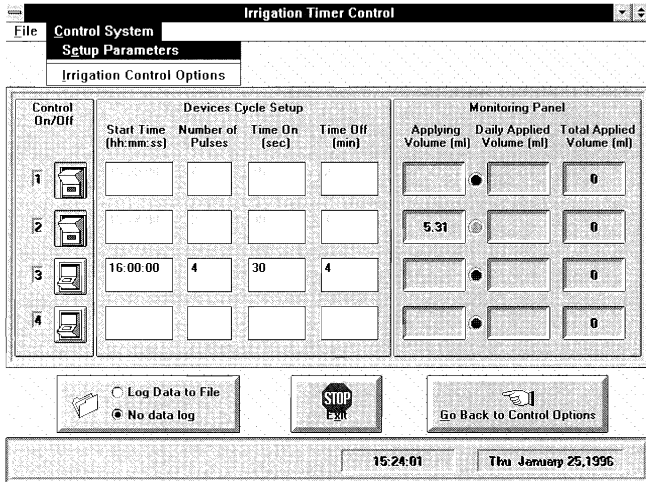 Irrigation Timer Control
File Control System
Setup Parameters
Irrigation Control Options
Control
On/Off
Devices Cycle Setup
Monitoring Panel
Start Time
(hh:mm:ss)
Number of
Pulses
Time On
(sec)
Time Off
(min)
Applying
Volume (ml)
Daily Applied
Volume (ml)
Total Applied
Volume (ml)
1 0
2 5.31 0
3 16:00:00 4 30 4 0
4 0
Log Data to File
No data log
STOP
Exit
Go Back to Control Options
15:24:01 Thu January 25,1996